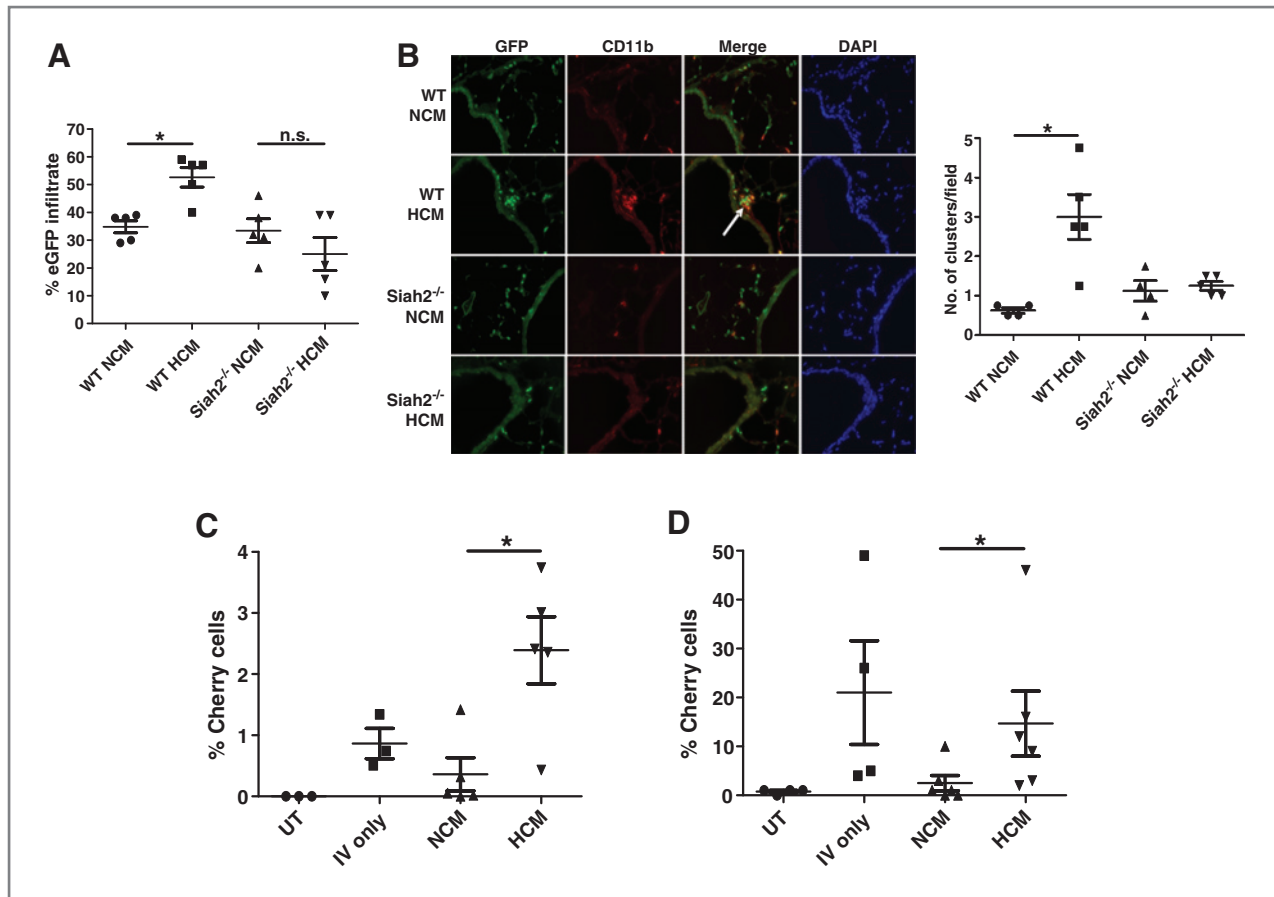 A
% eGFP infiltrate
70
60
50
40
30
20
10
0
*
n.s.
WT NCM
WT HCM
Siah2-/- NCM
Siah2-/- HCM
B
GFP
CD11b
Merge
DAPI
WT
NCM
WT
HCM
Siah2-/-
NCM
Siah2-/-
HCM
No. of clusters/field
5
4
3
2
1
0
*
WT NCM
WT HCM
Siah2-/- NCM
Siah2-/- HCM
C
% Cherry cells
4
3
2
1
0
*
UT
IV only
NCM
HCM
D
% Cherry cells
50
40
30
20
10
0
*
UT
IV only
NCM
HCM